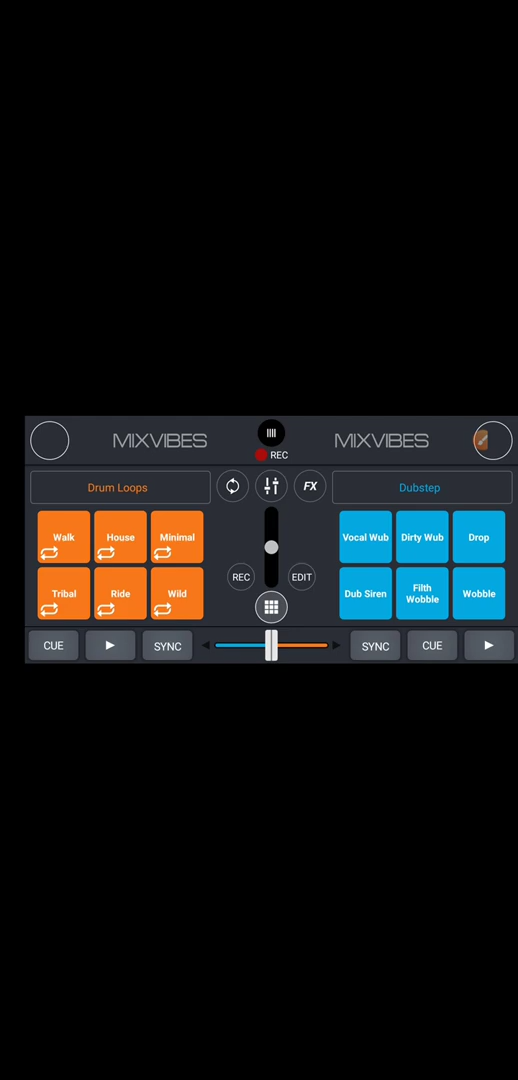 MIXVIBES
MIXVIBES
REC
Drum Loops
FX
Dubstep
Walk
House
Minimal
Vocal Wub
Dirty Wub
Drop
REC
EDIT
Tribal
Ride
Wild
Dub Siren
Filth
Wobble
Wobble
CUE
SYNC
SYNC
CUE